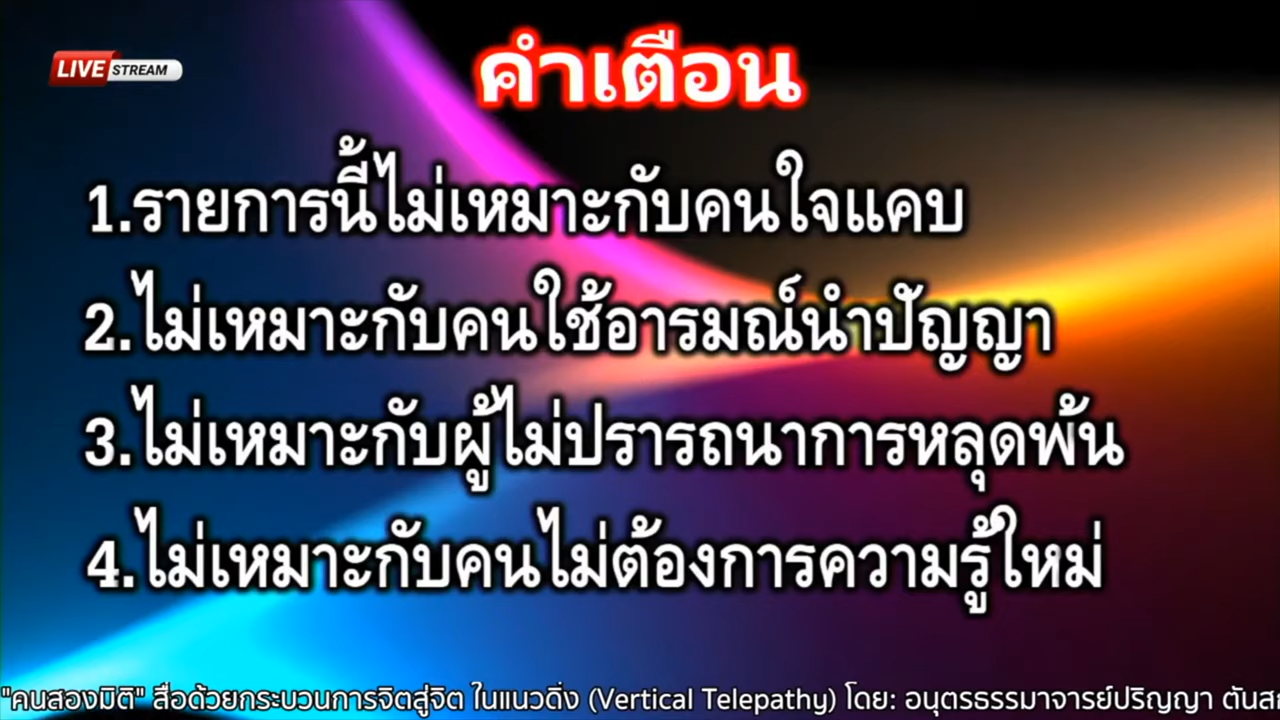 LIVE STREAM
คำเตือน
1.รายการนี้ไม่เหมาะกับคนใจแคบ
2.ไม่เหมาะกับคนใช้อารมณ์นำปัญญา
3.ไม่เหมาะกับผู้ไม่ปรารถนาการหลุดพ้น
4.ไม่เหมาะกับคนไม่ต้องการความรู้ใหม่
"คนสองมิติ" สื่อด้วยกระบวนการจิตสู่จิต ในแนวดิ่ง (Vertical Telepathy) โดย: อนุตรธรรมาจารย์ปริญญา